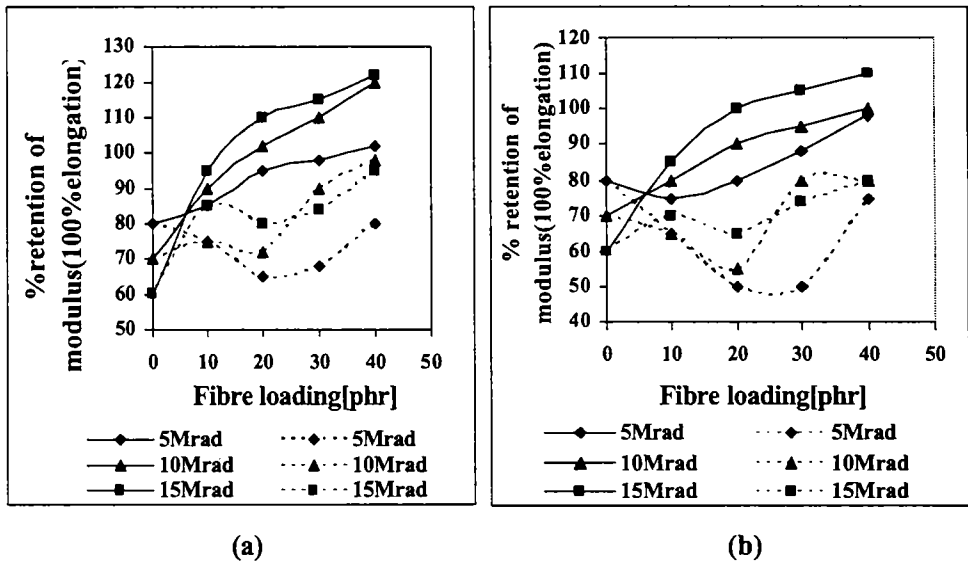 %retention of
modulus(100%elongation)
130
120
110
100
90
80
70
60
50
0 10 20 30 40 50
Fibre loading[phr]
5Mrad 5Mrad
10Mrad 10Mrad
15Mrad 15Mrad
(a)
% retention of
modulus(100%elongation)
120
110
100
90
80
70
60
50
40
0 10 20 30 40 50
Fibre loading[phr]
5Mrad 5Mrad
10Mrad 10Mrad
15Mrad 15Mrad
(b)